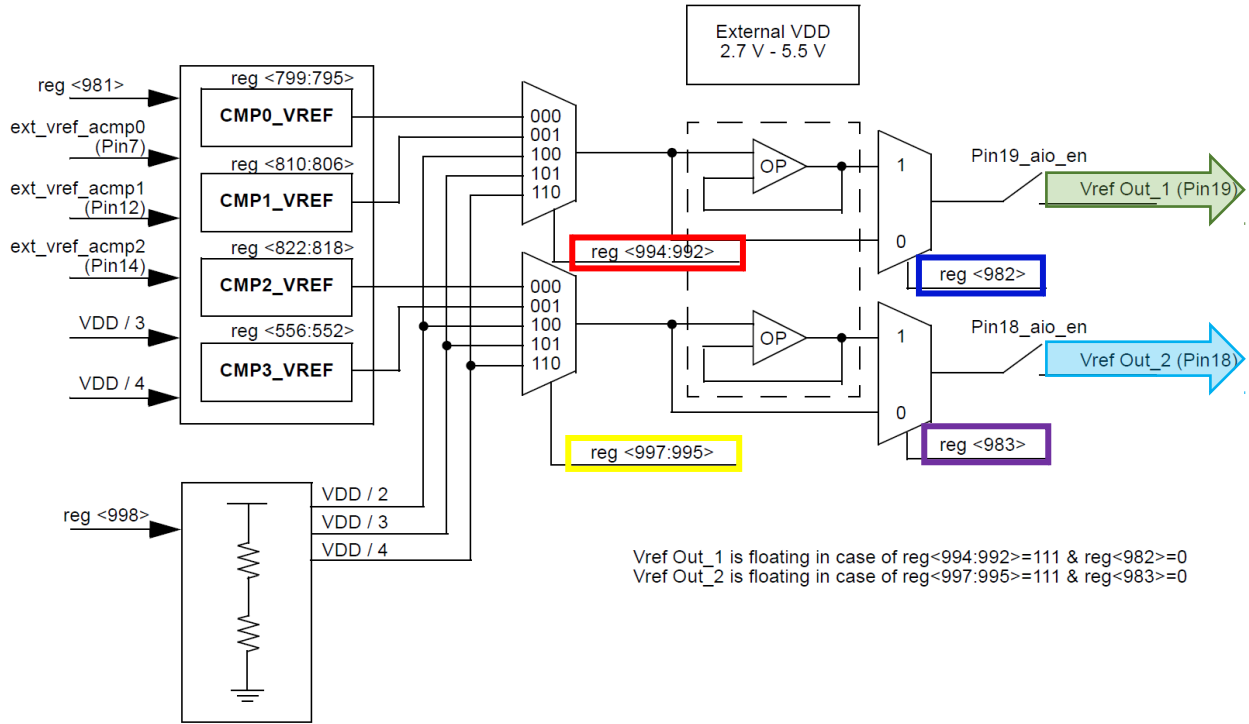 External VDD
2.7 V - 5.5 V
reg <981>
ext_vref_acmp0
(Pin7)
ext_vref_acmp1
(Pin12)
ext_vref_acmp2
(Pin14)
VDD / 3
VDD / 4
reg <799:795>
CMP0_VREF
reg <810:806>
CMP1_VREF
reg <822:818>
CMP2_VREF
reg <556:552>
CMP3_VREF
000
001
100
101
110
reg <994:992>
OP
1
0
reg <982>
Pin19_aio_en
Vref Out_1 (Pin19)
000
001
100
101
110
reg <997:995>
OP
1
0
reg <983>
Pin18_aio_en
Vref Out_2 (Pin18)
reg <998>
VDD / 2
VDD / 3
VDD / 4
Vref Out_1 is floating in case of reg<994:992>=111 & reg<982>=0
Vref Out_2 is floating in case of reg<997:995>=111 & reg<983>=0